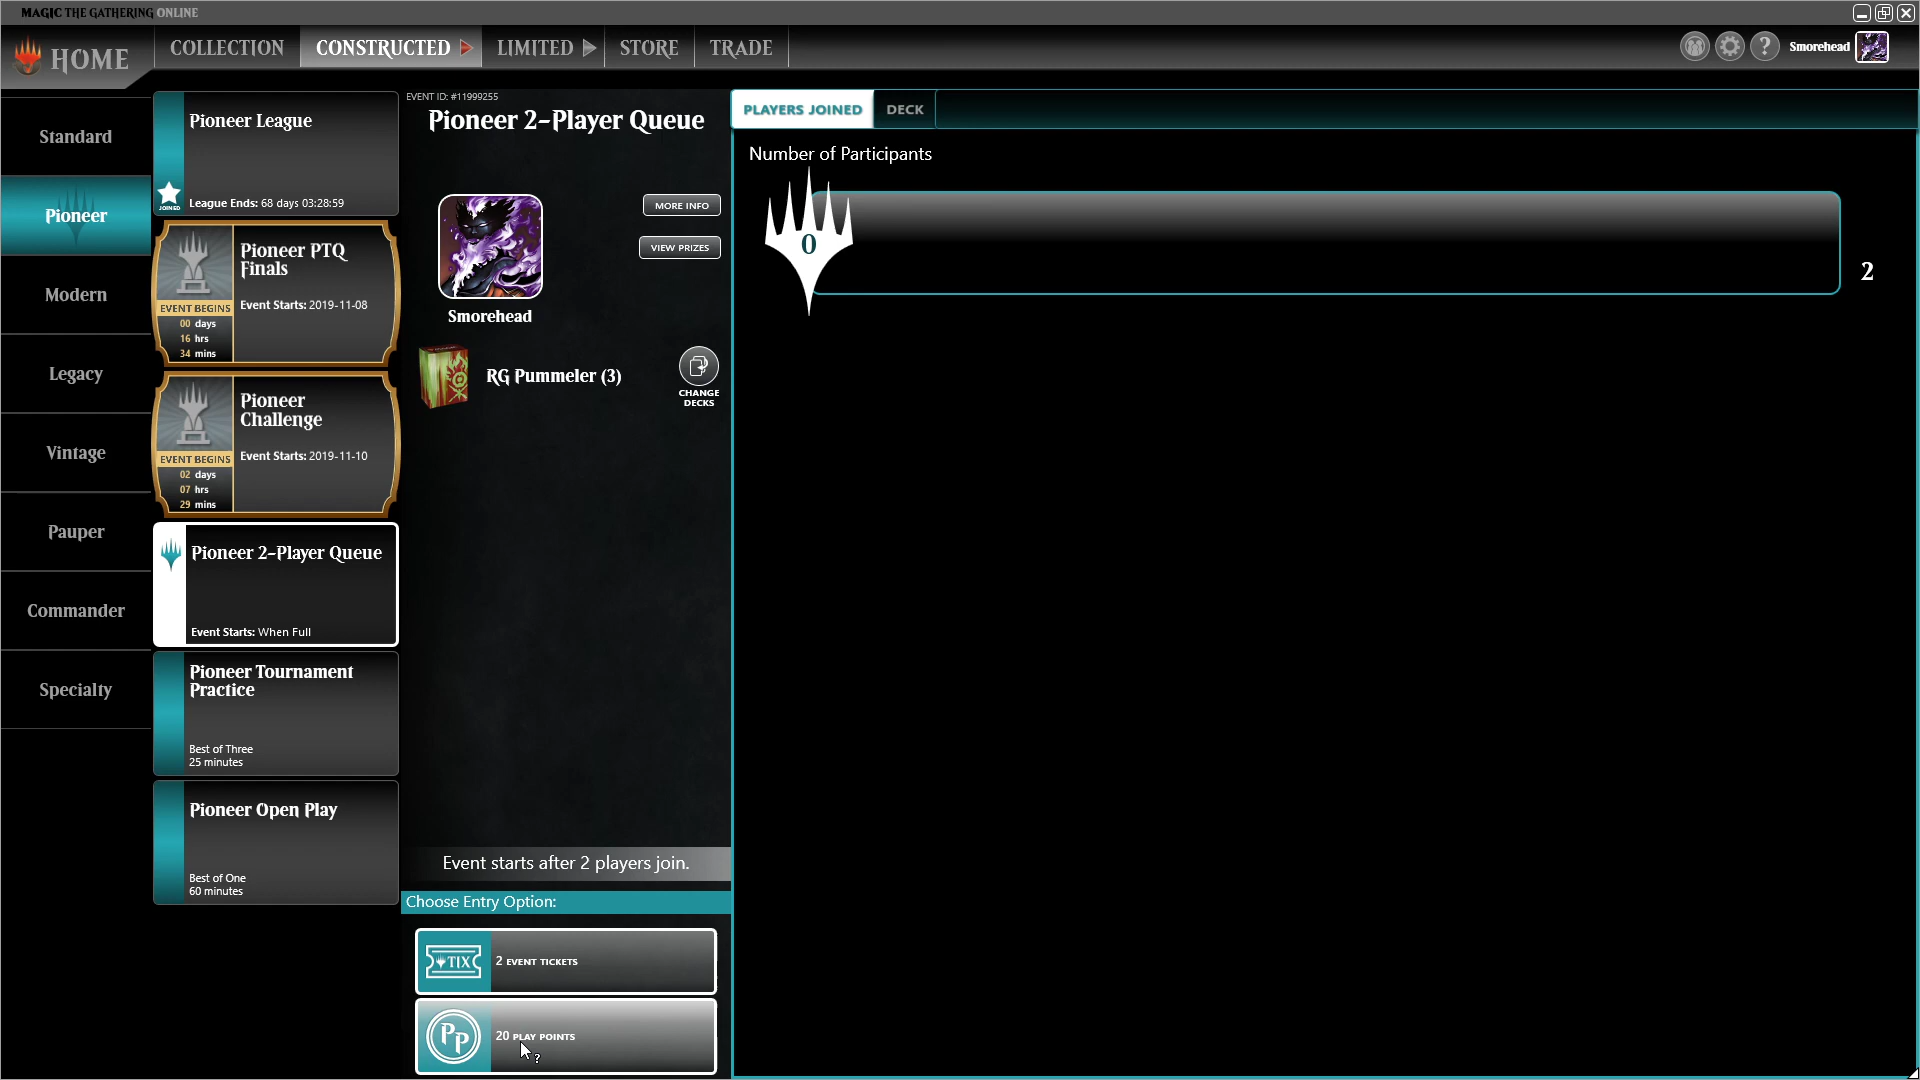 MAGIC THE GATHERING ONLINE
HOME
COLLECTION
CONSTRUCTED
LIMITED
STORE
TRADE
?
Smorehead
Standard
Pioneer
Modern
Legacy
Vintage
Pauper
Commander
Specialty
Pioneer League
JOINED
League Ends: 68 days 03:28:59
Pioneer PTQ
Finals
Event Starts: 2019-11-08
EVENT BEGINS
00 days
16 hrs
34 mins
Pioneer
Challenge
Event Starts: 2019-11-10
EVENT BEGINS
02 days
07 hrs
29 mins
Pioneer 2-Player Queue
Event Starts: When Full
Pioneer Tournament
Practice
Best of Three
25 minutes
Pioneer Open Play
Best of One
60 minutes
EVENT ID: #11999255
Pioneer 2-Player Queue
MORE INFO
VIEW PRIZES
Smorehead
RG Pummeler (3)
CHANGE
DECKS
Event starts after 2 players join.
Choose Entry Option:
TIX
2 EVENT TICKETS
PP
20 PLAY POINTS
?
PLAYERS JOINED
DECK
Number of Participants
0
2